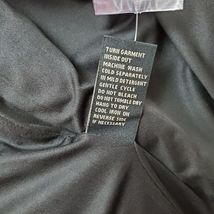 TURN GARMENT
INSIDE OUT
MACHINE WASH
COLD SEPARATELY
IN MILD DETERGENT
GENTLE CYCLE
DO NOT BLEACH
DO NOT TUMBLE DRY
HANG TO DRY
COOL IRON ON
REVERSE SIDE
IF NECESSARY